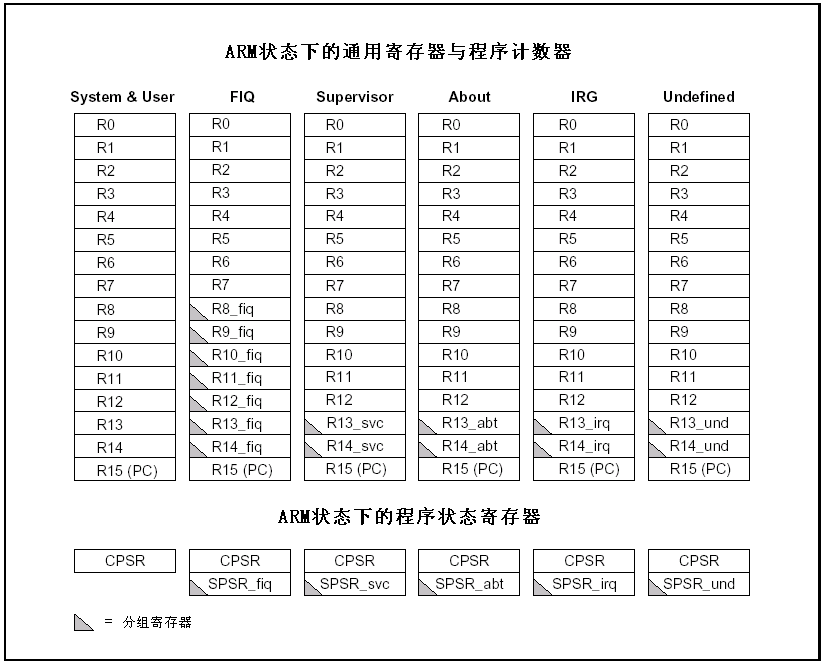 ARM状态下的通用寄存器与程序计数器
System & User FIQ Supervisor About IRG Undefined
R0 R0 R0 R0 R0 R0
R1 R1 R1 R1 R1 R1
R2 R2 R2 R2 R2 R2
R3 R3 R3 R3 R3 R3
R4 R4 R4 R4 R4 R4
R5 R5 R5 R5 R5 R5
R6 R6 R6 R6 R6 R6
R7 R7 R7 R7 R7 R7
R8 R8_fiq R8 R8 R8 R8
R9 R9_fiq R9 R9 R9 R9
R10 R10_fiq R10 R10 R10 R10
R11 R11_fiq R11 R11 R11 R11
R12 R12_fiq R12 R12 R12 R12
R13 R13_fiq R13_svc R13_abt R13_irq R13_und
R14 R14_fiq R14_svc R14_abt R14_irq R14_und
R15 (PC) R15 (PC) R15 (PC) R15 (PC) R15 (PC) R15 (PC)
ARM状态下的程序状态寄存器
CPSR CPSR CPSR CPSR CPSR CPSR
SPSR_fiq SPSR_svc SPSR_abt SPSR_irq SPSR_und
= 分组寄存器